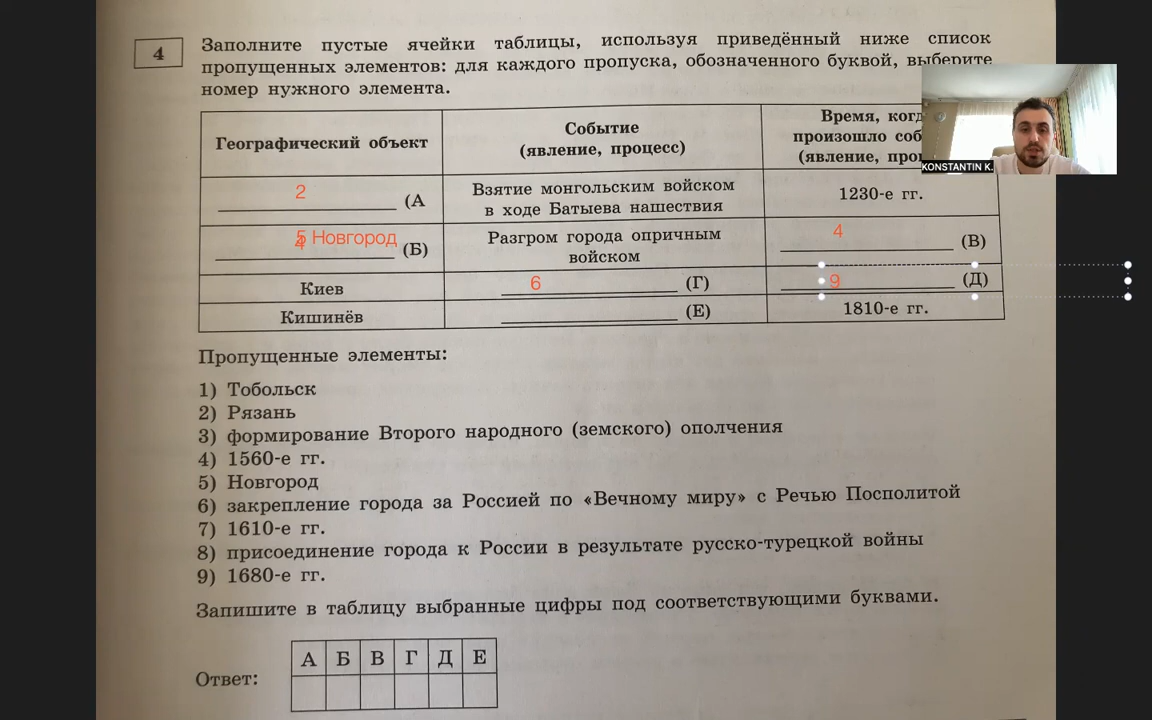 4
Заполните пустые ячейки таблицы, используя приведённый ниже список
пропущенных элементов: для каждого пропуска, обозначенного буквой, выберите
номер нужного элемента.
Географический объект
Событие
(явление, процесс)
Время, когд
произошло соб
(явление, про
KONSTANTIN K.
2
(А
Взятие монгольским войском
в ходе Батыева нашествия
1230-е гг.
5 Новгород
(Б)
Разгром города опричным
войском
4
(В)
Киев
6
(Г)
9
(Д)
Кишинёв
(Е)
1810-е гг.
Пропущенные элементы:
1) Тобольск
2) Рязань
3) формирование Второго народного (земского) ополчения
4) 1560-е гг.
5) Новгород
6) закрепление города за Россией по «Вечному миру» с Речью Посполитой
7) 1610-е гг.
8) присоединение города к России в результате русско-турецкой войны
9) 1680-е гг.
Запишите в таблицу выбранные цифры под соответствующими буквами.
Ответ:
А Б В Г Д Е